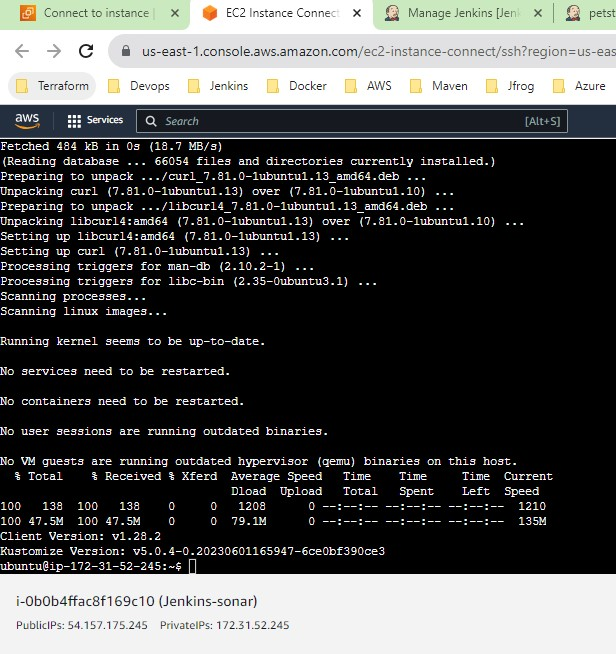 Connect to instance
EC2 Instance Connect
Manage Jenkins [Jen
petst
us-east-1.console.aws.amazon.com/ec2-instance-connect/ssh?region=us-eas
Terraform Devops Jenkins Docker AWS Maven Jfrog Azure
aws Services Search [Alt+S]
Fetched 484 kB in 0s (18.7 MB/s)
(Reading database ... 66054 files and directories currently installed.)
Preparing to unpack .../curl_7.81.0-1ubuntu1.13_amd64.deb ...
Unpacking curl (7.81.0-1ubuntu1.13) over (7.81.0-1ubuntu1.10) ...
Preparing to unpack .../libcurl4_7.81.0-1ubuntu1.13_amd64.deb ...
Unpacking libcurl4:amd64 (7.81.0-1ubuntu1.13) over (7.81.0-1ubuntu1.10) ...
Setting up libcurl4:amd64 (7.81.0-1ubuntu1.13) ...
Setting up curl (7.81.0-1ubuntu1.13) ...
Processing triggers for man-db (2.10.2-1) ...
Processing triggers for libc-bin (2.35-0ubuntu3.1) ...
Scanning processes...
Scanning linux images...
Running kernel seems to be up-to-date.
No services need to be restarted.
No containers need to be restarted.
No user sessions are running outdated binaries.
No VM guests are running outdated hypervisor (qemu) binaries on this host.
% Total % Received % Xferd Average Speed Time Time Time Current
Dload Upload Total Spent Left Speed
100 138 100 138 0 0 1208 0 --:--:-- --:--:-- --:--:-- 1210
100 47.5M 100 47.5M 0 0 79.1M 0 --:--:-- --:--:-- --:--:-- 135M
Client Version: v1.28.2
Kustomize Version: v5.0.4-0.20230601165947-6ce0bf390ce3
ubuntu@ip-172-31-52-245:~$
i-0b0b4ffac8f169c10 (Jenkins-sonar)
PublicIPs: 54.157.175.245 PrivateIPs: 172.31.52.245